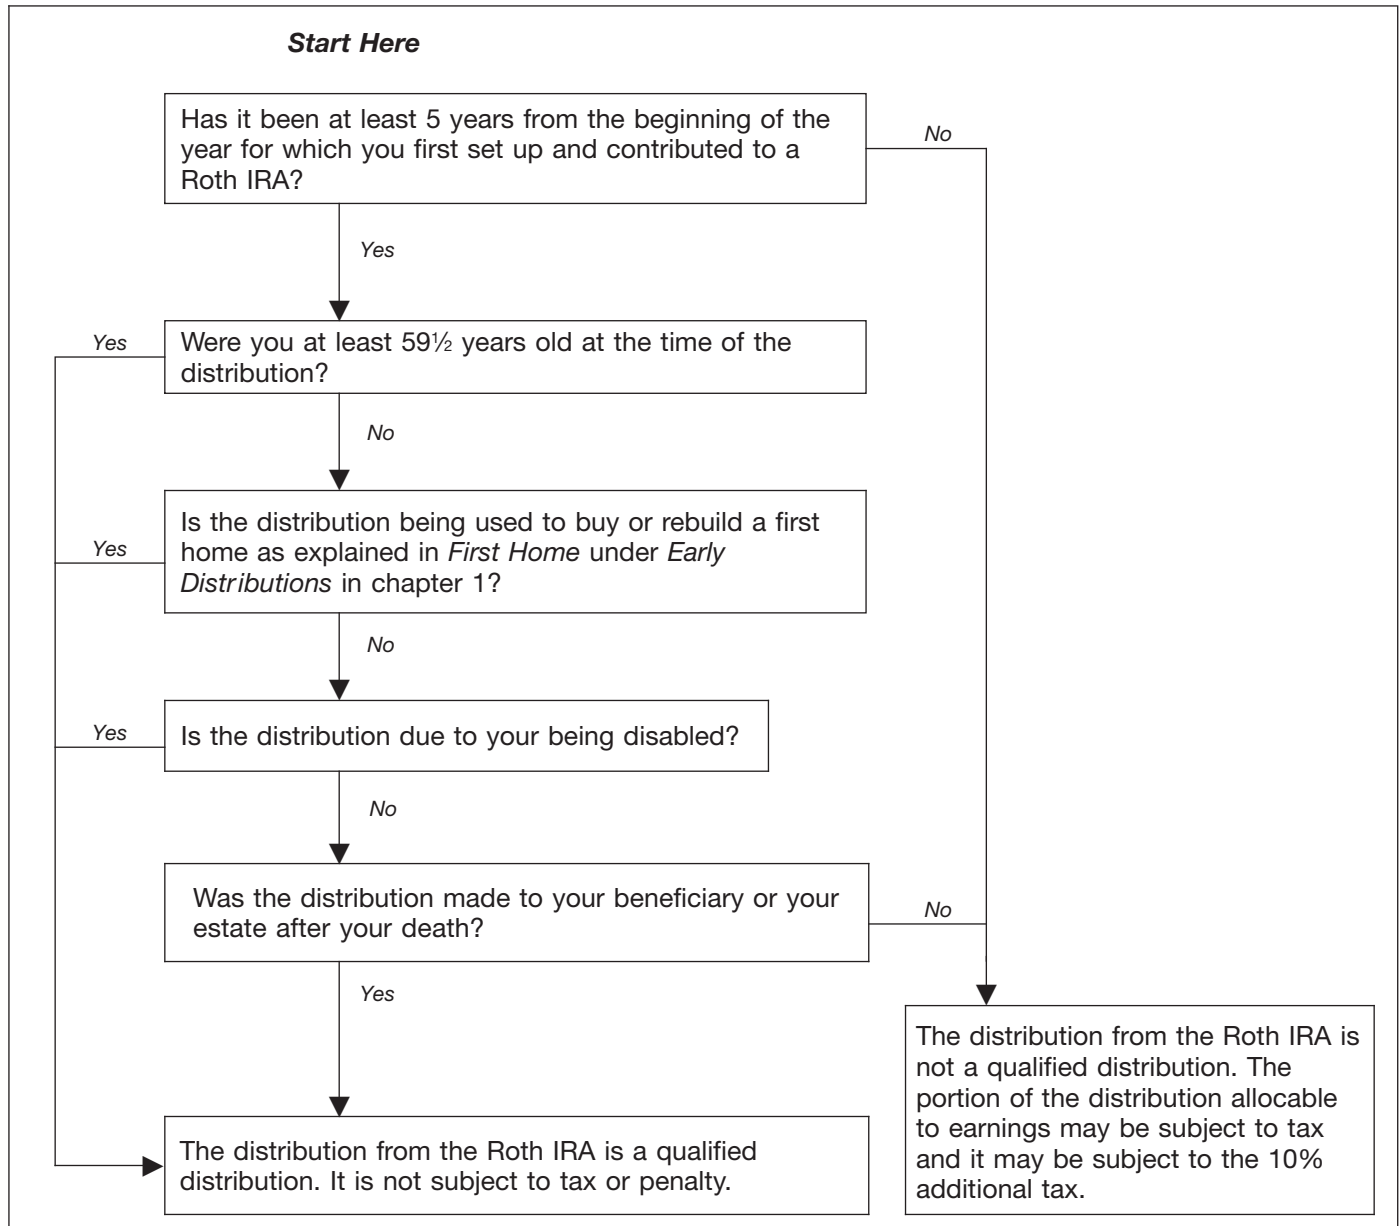 Start Here
Has it been at least 5 years from the beginning of the
year for which you first set up and contributed to a
Roth IRA?
No
Yes
Yes
Were you at least 59½ years old at the time of the
distribution?
No
Yes
Is the distribution being used to buy or rebuild a first
home as explained in First Home under Early
Distributions in chapter 1?
No
Yes
Is the distribution due to your being disabled?
No
Was the distribution made to your beneficiary or your
estate after your death?
No
Yes
The distribution from the Roth IRA is
not a qualified distribution. The
portion of the distribution allocable
to earnings may be subject to tax
and it may be subject to the 10%
additional tax.
The distribution from the Roth IRA is a qualified
distribution. It is not subject to tax or penalty.